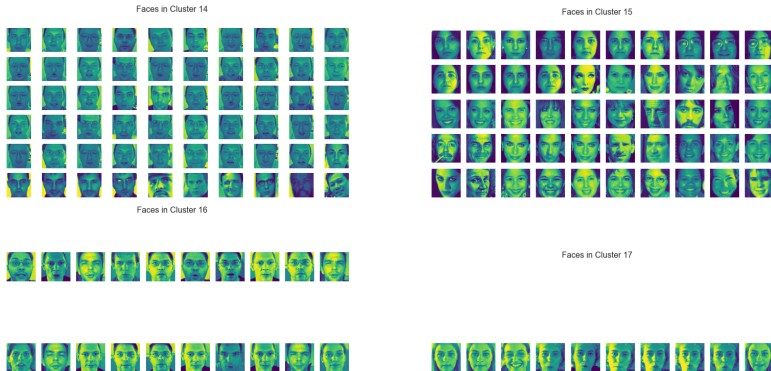 Faces in Cluster 14
Faces in Cluster 15
Faces in Cluster 16
Faces in Cluster 17